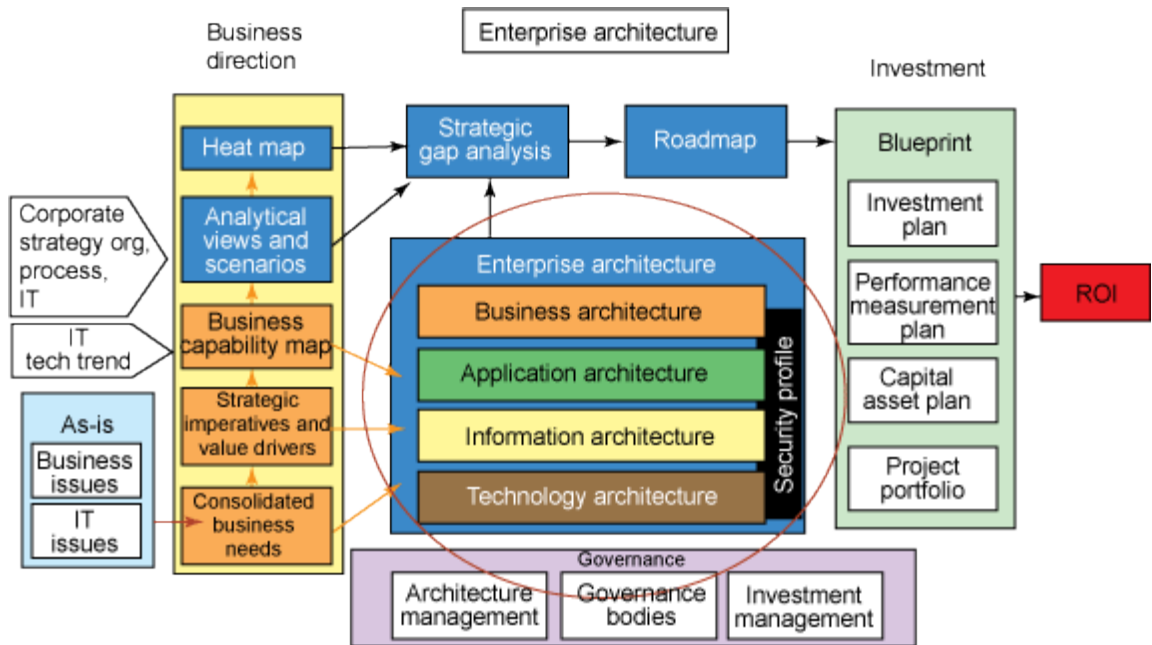 Business
direction
Enterprise architecture
Investment
Heat map
Strategic
gap analysis
Roadmap
Blueprint
Corporate
strategy org,
process,
IT
Analytical
views and
scenarios
Investment
plan
Enterprise architecture
Business architecture
Performance
measurement
plan
ROI
IT
tech trend
Business
capability map
Application architecture
Security profile
Capital
asset plan
As-is
Business
issues
IT
issues
Strategic
imperatives and
value drivers
Information architecture
Project
portfolio
Consolidated
business
needs
Technology architecture
Governance
Architecture
management
Governance
bodies
Investment
management